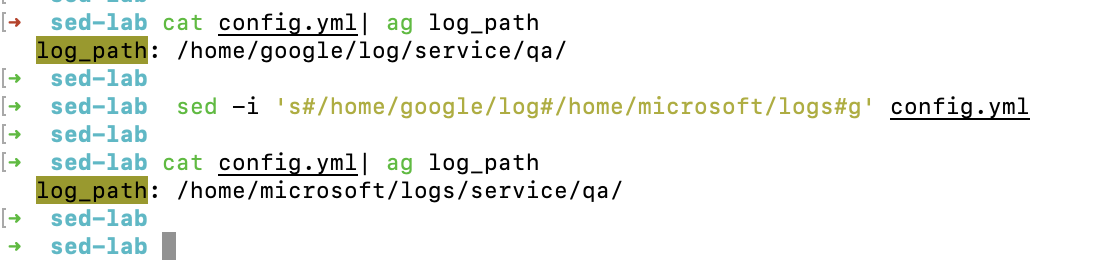 [➜ sed-lab cat config.yml| ag log_path
log_path: /home/google/log/service/qa/
[➜ sed-lab
[➜ sed-lab  sed -i 's#/home/google/log#/home/microsoft/logs#g' config.yml
[➜ sed-lab
[➜ sed-lab cat config.yml| ag log_path
log_path: /home/microsoft/logs/service/qa/
[➜ sed-lab
➜ sed-lab